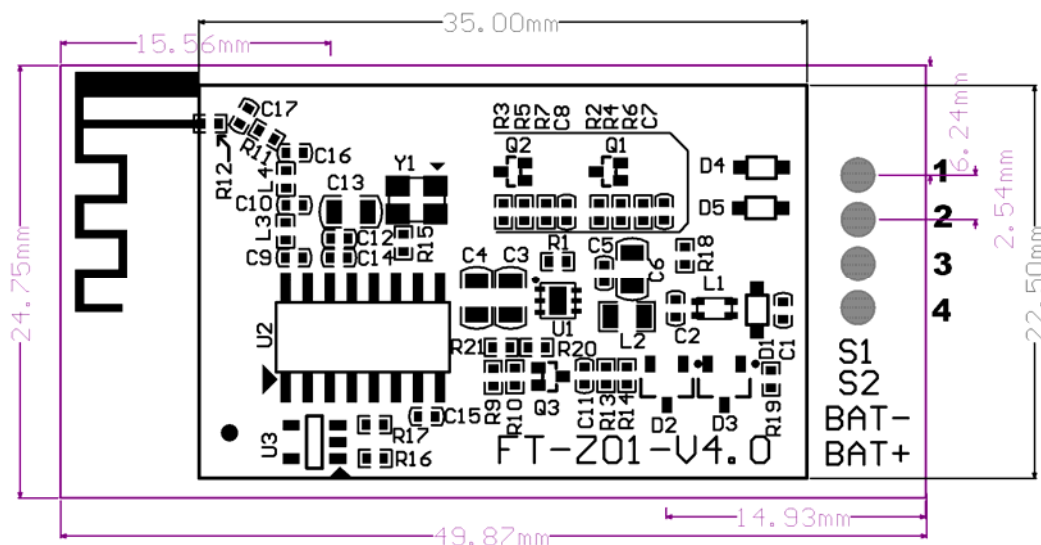 35.00mm
15.56mm
6.24mm
2.54mm
24.75mm
22.50mm
R3 R5 R7 C8 R2 R4 R6 C7
C17
R11
R12
C16
L4
C10
L3
C9
C13
Y1
C12
C14
R15
Q2
Q1
D4
D5
1
2
3
4
C4
C3
R1
C5
C6
R18
L1
U1
L2
C2
D1
C1
U2
R21
R20
R9
R10
Q3
C11
R13
R14
D2
D3
R19
S1
S2
BAT-
BAT+
C15
U3
R17
R16
FT-Z01-V4.0
14.93mm
49.87mm